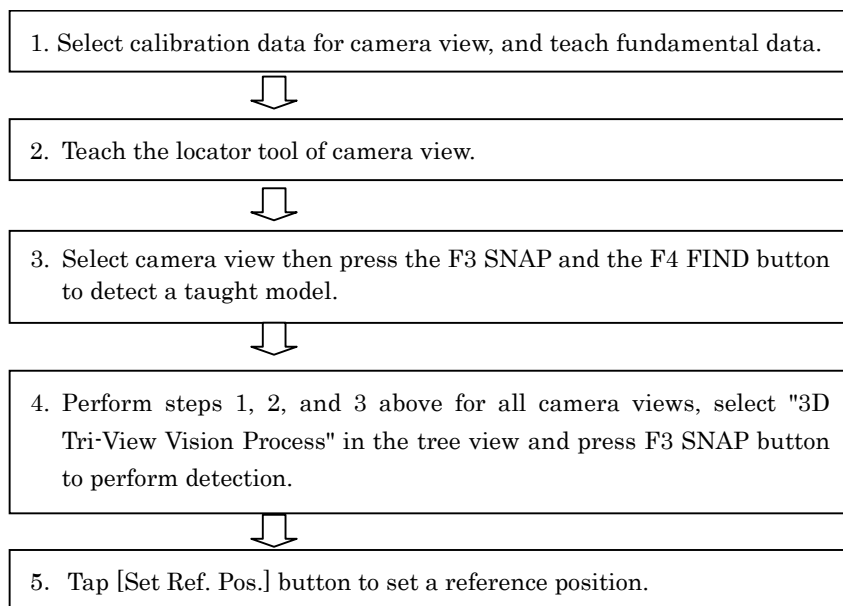 1. Select calibration data for camera view, and teach fundamental data.
2. Teach the locator tool of camera view.
3. Select camera view then press the F3 SNAP and the F4 FIND button
to detect a taught model.
4. Perform steps 1, 2, and 3 above for all camera views, select "3D
Tri-View Vision Process" in the tree view and press F3 SNAP button
to perform detection.
5. Tap [Set Ref. Pos.] button to set a reference position.